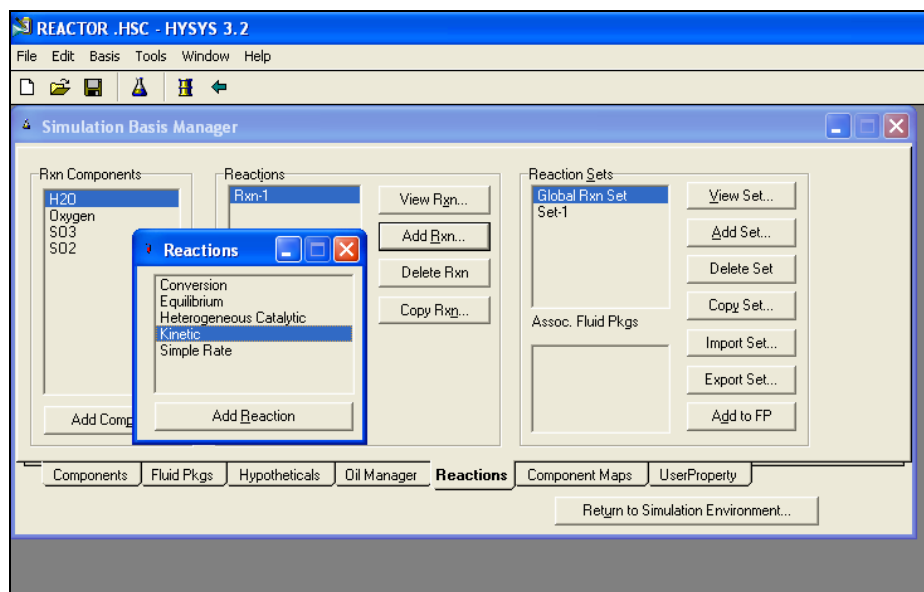 REACTOR .HSC - HYSYS 3.2
File Edit Basis Tools Window Help
Simulation Basis Manager
Rxn Components
H2O
Oxygen
SO3
SO2
Reactions
Rxn-1
View Rxn...
Add Rxn...
Delete Rxn
Copy Rxn...
Reactions
Conversion
Equilibrium
Heterogeneous Catalytic
Kinetic
Simple Rate
Add Reaction
Add Comp
Reaction Sets
Global Rxn Set
Set-1
Assoc. Fluid Pkgs
View Set...
Add Set...
Delete Set
Copy Set...
Import Set...
Export Set...
Add to FP
Components Fluid Pkgs Hypotheticals Oil Manager Reactions Component Maps UserProperty
Return to Simulation Environment...